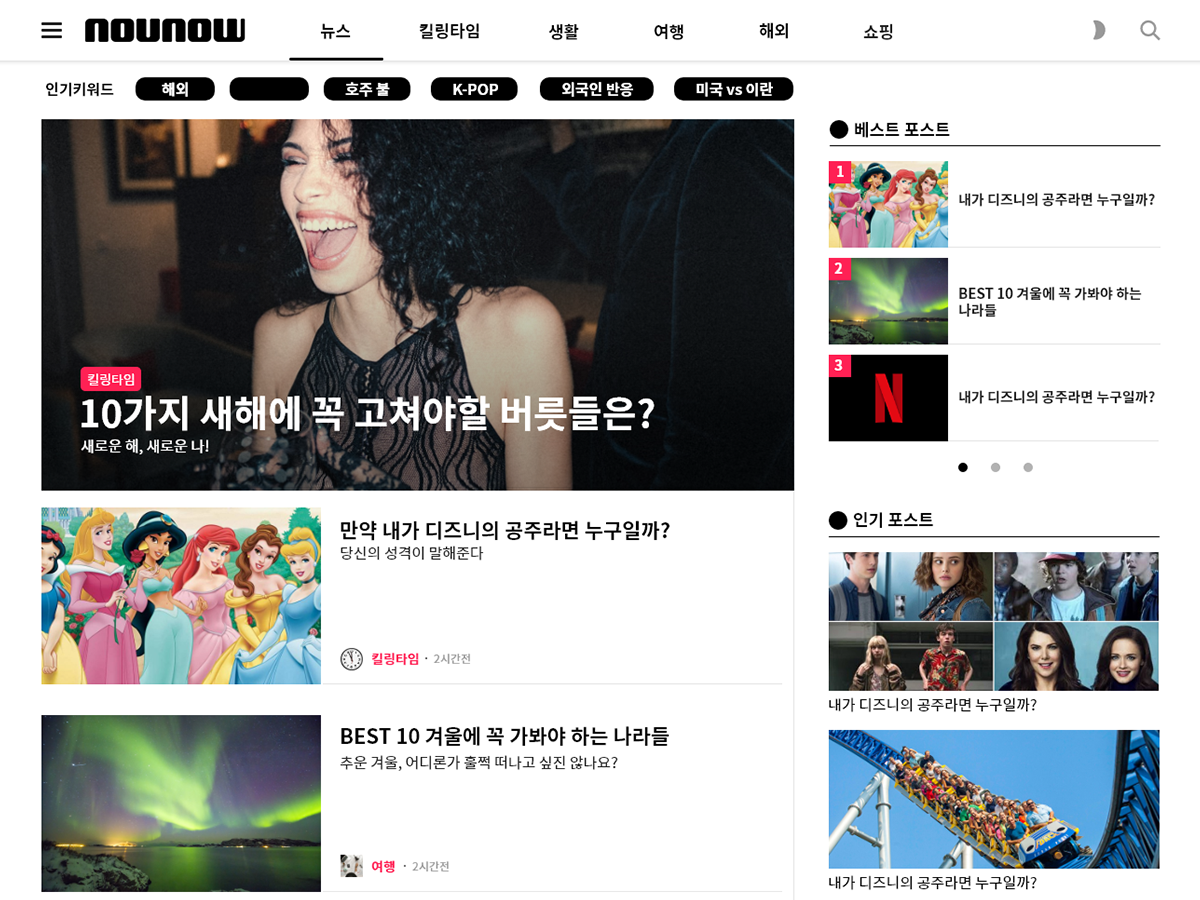 NOUNOW
뉴스
킬링타임
생활
여행
해외
쇼핑
인기키워드
해외
호주 불
K-POP
외국인 반응
미국 vs 이란
킬링타임
10가지 새해에 꼭 고쳐야할 버릇들은?
새로운 해, 새로운 나!
만약 내가 디즈니의 공주라면 누구일까?
당신의 성격이 말해준다
킬링타임 · 2시간전
BEST 10 겨울에 꼭 가봐야 하는 나라들
추운 겨울, 어디론가 훌쩍 떠나고 싶진 않나요?
여행 · 2시간전
베스트 포스트
1
내가 디즈니의 공주라면 누구일까?
2
BEST 10 겨울에 꼭 가봐야 하는
나라들
3
N
내가 디즈니의 공주라면 누구일까?
인기 포스트
내가 디즈니의 공주라면 누구일까?
내가 디즈니의 공주라면 누구일까?